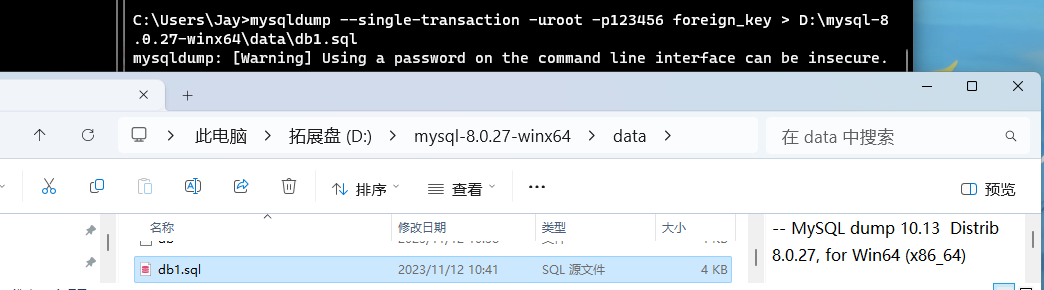 C:\Users\Jay>mysqldump --single-transaction -uroot -p123456 foreign_key > D:\mysql-8
.0.27-winx64\data\db1.sql
mysqldump: [Warning] Using a password on the command line interface can be insecure.
此电脑 > 拓展盘 (D:) > mysql-8.0.27-winx64 > data >
在 data 中搜索
排序
查看
预览
名称
修改日期
类型
大小
db1.sql
2023/11/12 10:41
SQL 源文件
4 KB
-- MySQL dump 10.13 Distrib
8.0.27, for Win64 (x86_64)